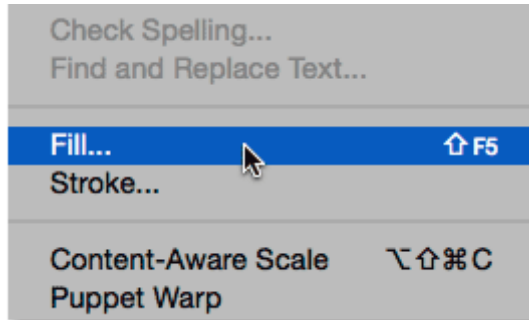 Check Spelling...
Find and Replace Text...
Fill... ⇧ F5
Stroke...
Content-Aware Scale ⌥⇧⌘C
Puppet Warp